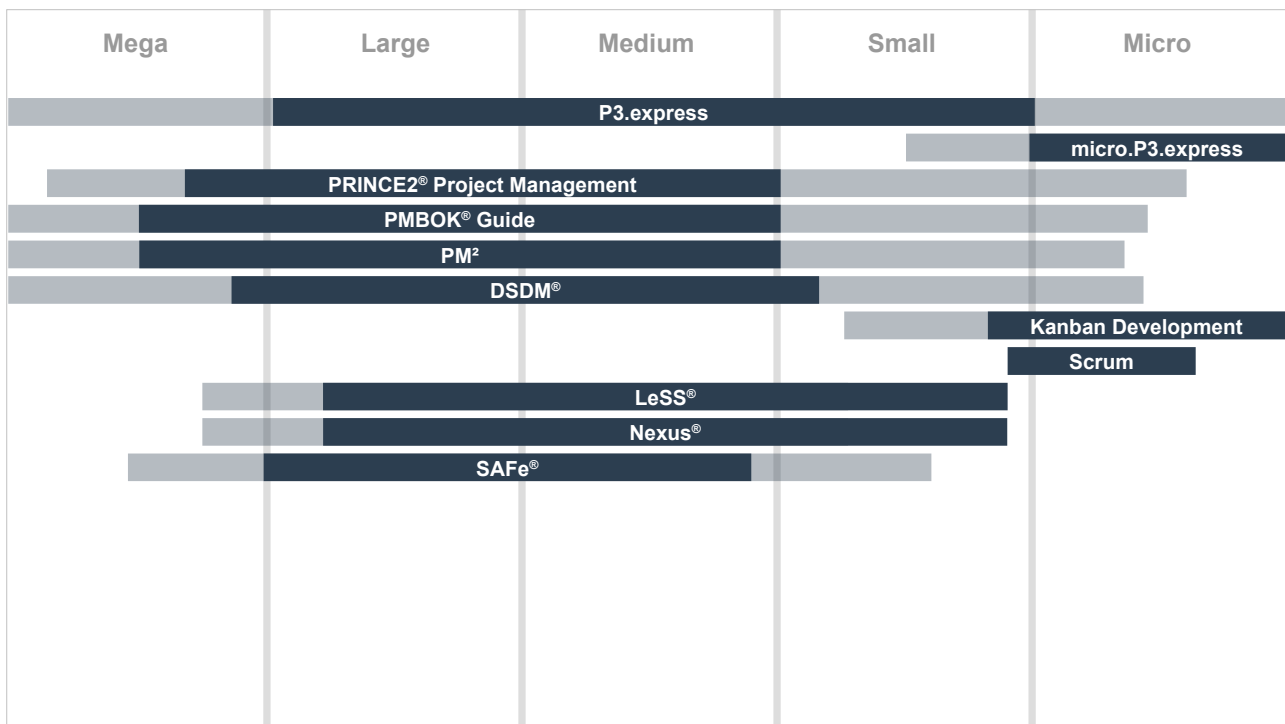 Mega Large Medium Small Micro
P3.express
micro.P3.express
PRINCE2® Project Management
PMBOK® Guide
PM²
DSDM®
Kanban Development
Scrum
LeSS®
Nexus®
SAFe®